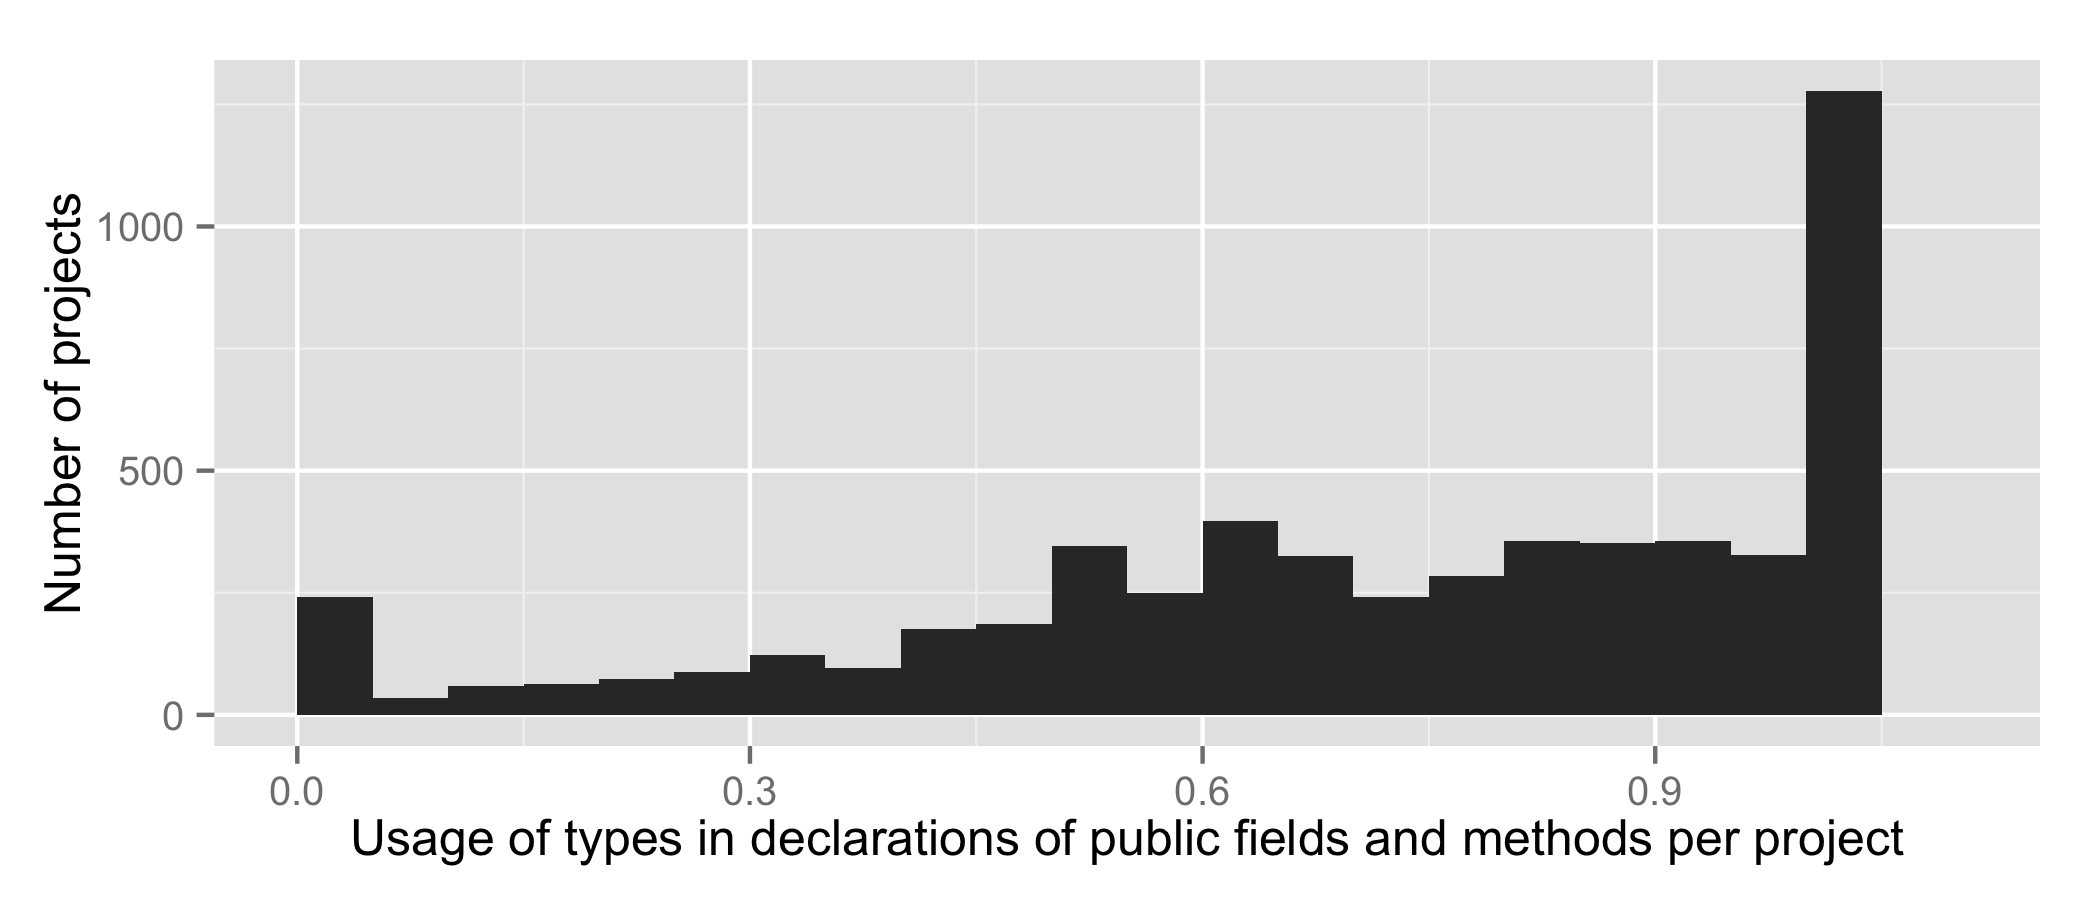 Number of projects
1000
500
0
0.0 0.3 0.6 0.9
Usage of types in declarations of public fields and methods per project